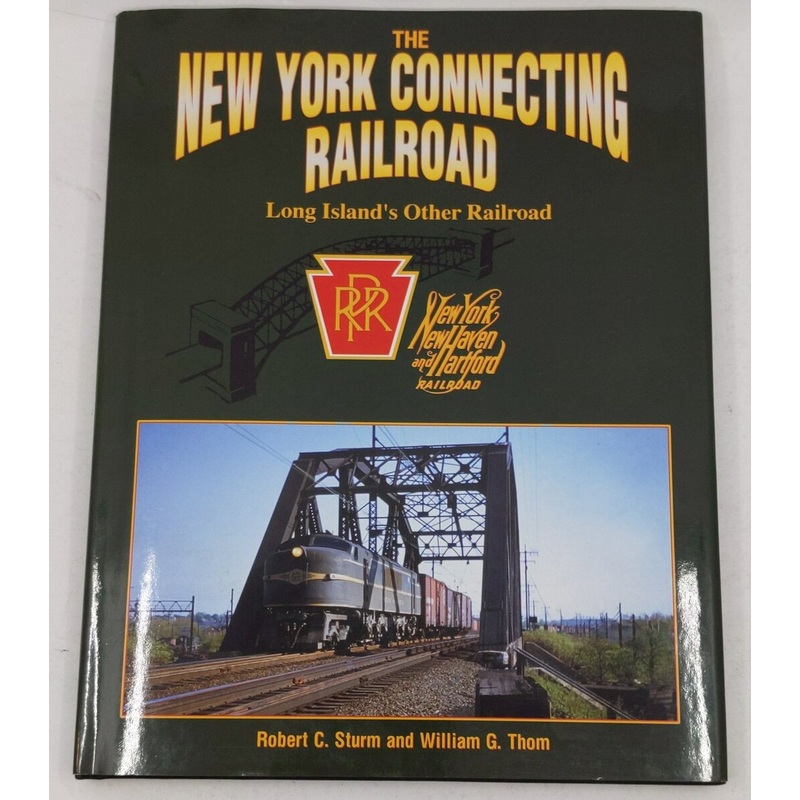 THE
NEW YORK CONNECTING
RAILROAD
Long Island's Other Railroad
PRR
New York
New Haven
and Hartford
RAILROAD
Robert C. Sturm and William G. Thom